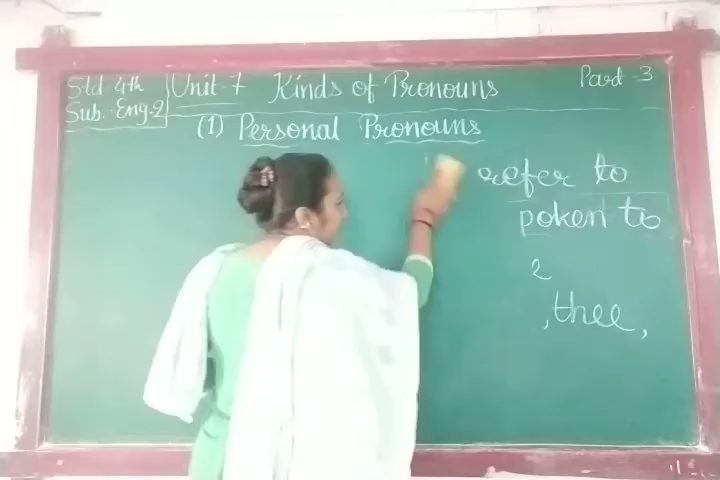 Std. 4th
Sub. Eng-2
Unit-7 Kinds of Pronouns
Part-3
(1) Personal Pronouns
refer to
poken to
, thee,